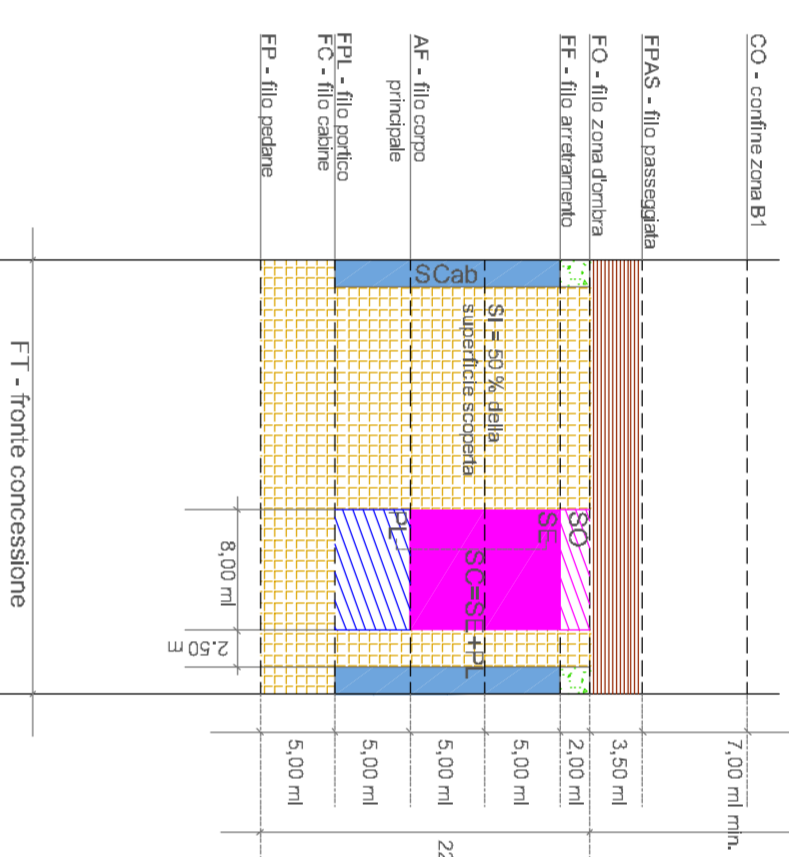 CO - confine zona B1
FPAS - filo passeggiata
FO - filo zona d'ombra
FF - filo arretramento
AF - filo corpo
principale
FPL - filo portico
FC - filo cabine
FP - filo pedane
SCab
SI = 50 % della
superficie scoperta
SO
SE
PL
SC=SE+PL
8,00 ml
2.50 m
7,00 ml min.
3,50 ml
2,00 ml
5,00 ml
5,00 ml
5,00 ml
5,00 ml
22
FT - fronte concessione